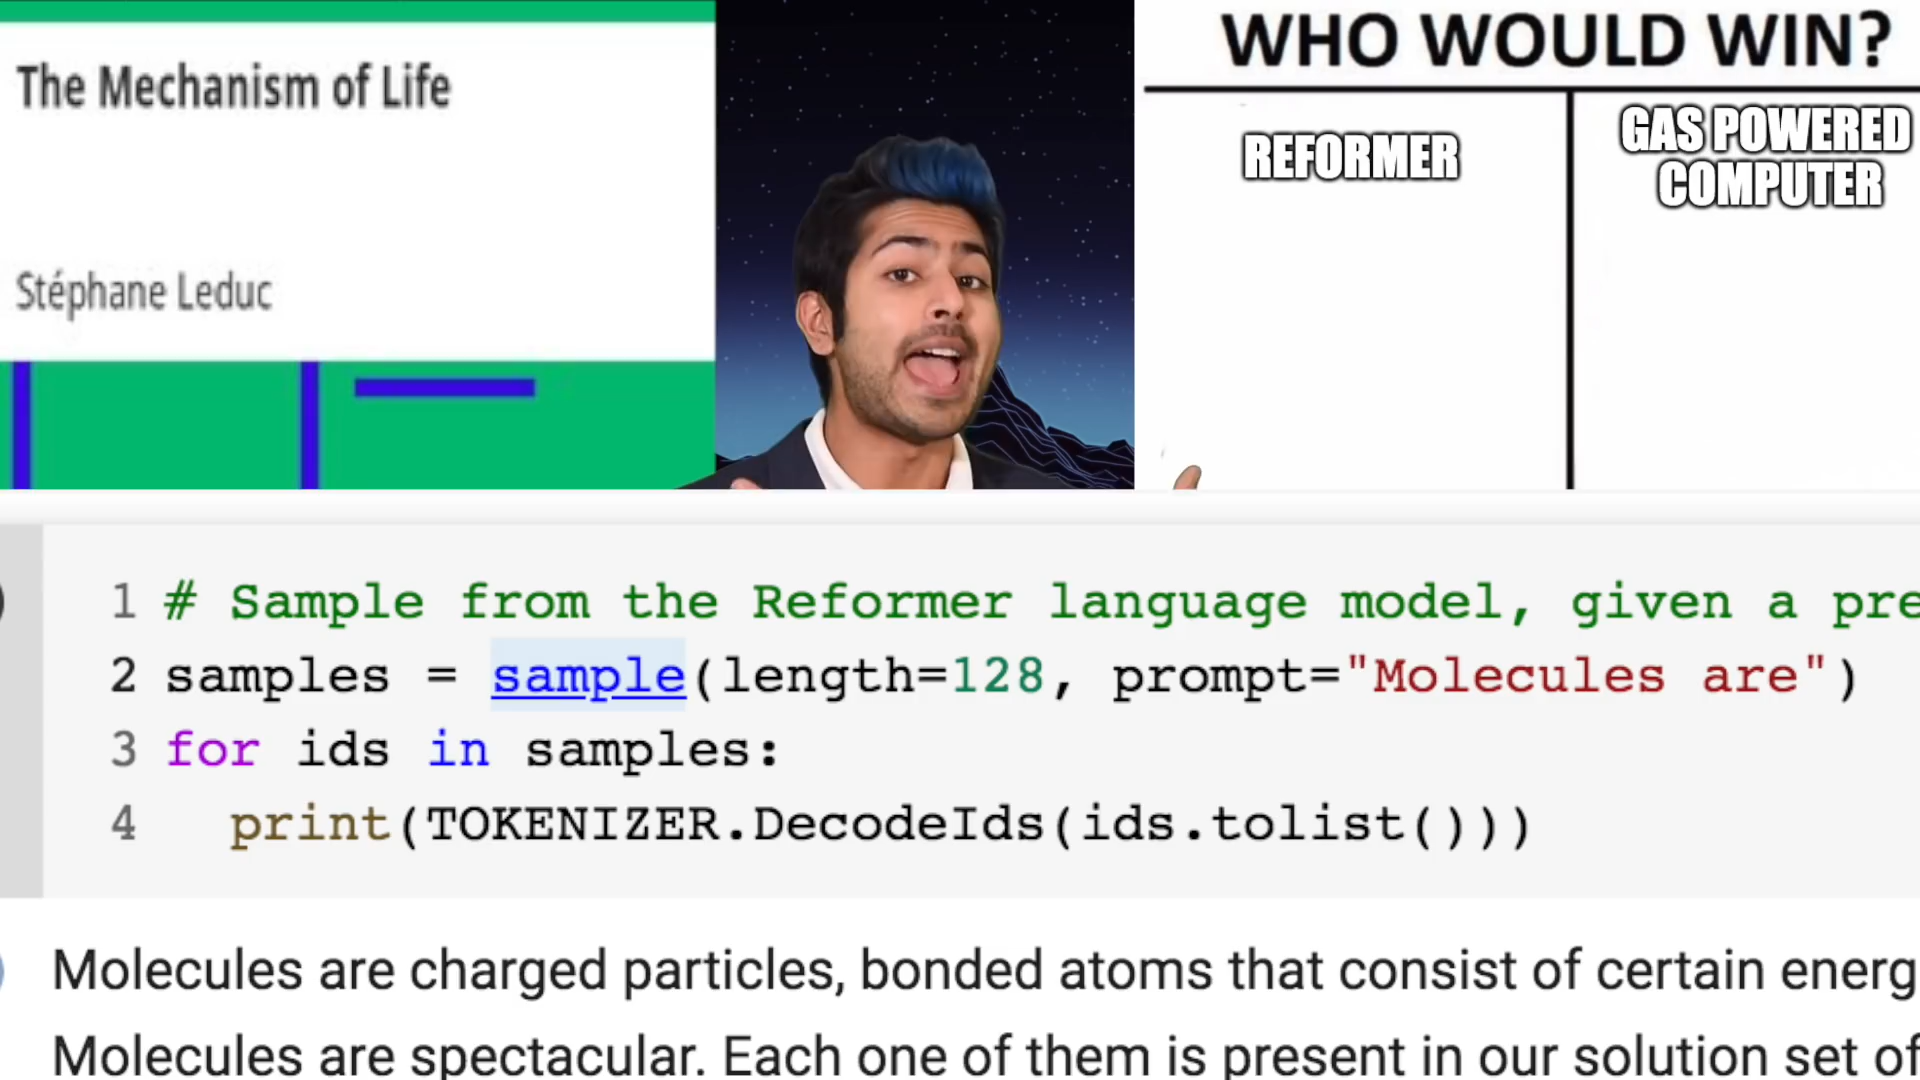 The Mechanism of Life
Stéphane Leduc
WHO WOULD WIN?
REFORMER
GAS POWERED
COMPUTER
1 # Sample from the Reformer language model, given a pre
2 samples = sample(length=128, prompt="Molecules are")
3 for ids in samples:
4 print(TOKENIZER.DecodeIds(ids.tolist()))
Molecules are charged particles, bonded atoms that consist of certain energ
Molecules are spectacular. Each one of them is present in our solution set of